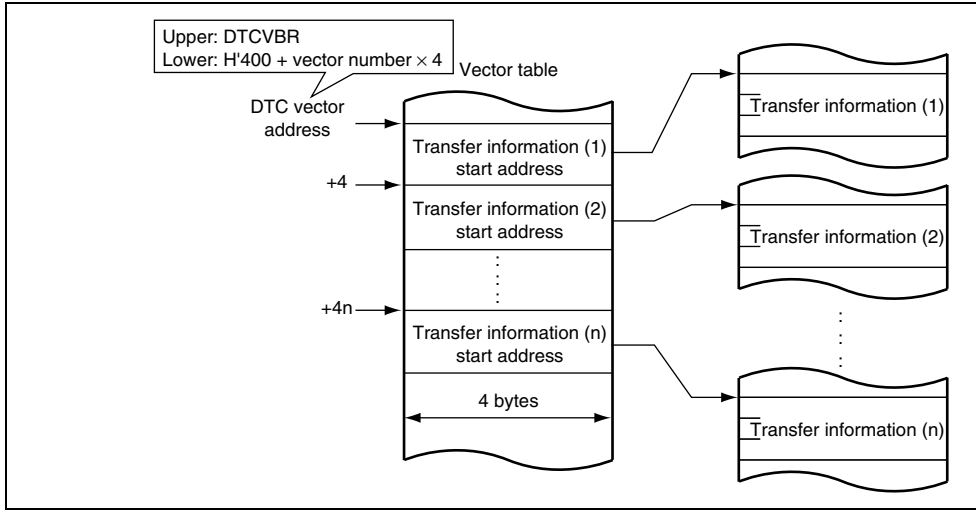 Upper: DTCVBR
Lower: H'400 + vector number × 4
Vector table
DTC vector
address
Transfer information (1)
start address
+4
Transfer information (2)
start address
+4n
Transfer information (n)
start address
4 bytes
Transfer information (1)
Transfer information (2)
Transfer information (n)